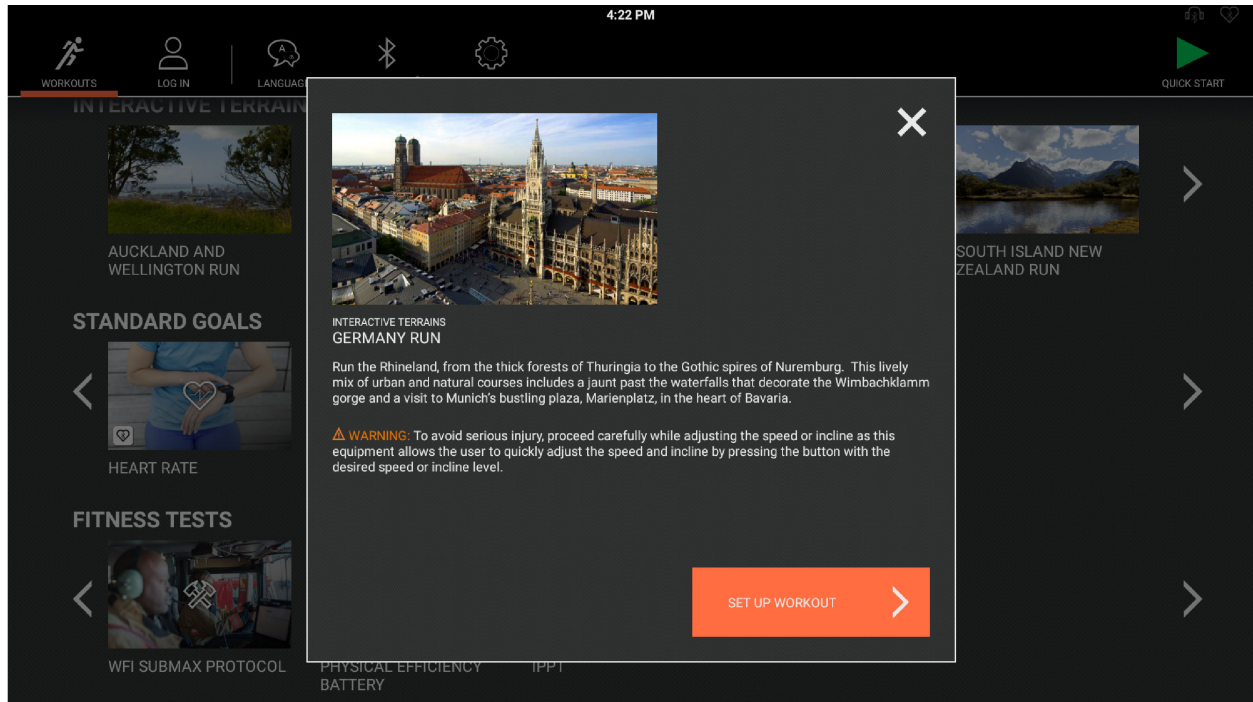 4:22 PM
WORKOUTS
LOG IN
LANGUAG
QUICK START
INTERACTIVE TERRAIN
AUCKLAND AND
WELLINGTON RUN
SOUTH ISLAND NEW
ZEALAND RUN
INTERACTIVE TERRAINS
GERMANY RUN
Run the Rhineland, from the thick forests of Thuringia to the Gothic spires of Nuremburg. This lively
mix of urban and natural courses includes a jaunt past the waterfalls that decorate the Wimbachklamm
gorge and a visit to Munich's bustling plaza, Marienplatz, in the heart of Bavaria.
WARNING: To avoid serious injury, proceed carefully while adjusting the speed or incline as this
equipment allows the user to quickly adjust the speed and incline by pressing the button with the
desired speed or incline level.
SET UP WORKOUT
STANDARD GOALS
HEART RATE
FITNESS TESTS
WFI SUBMAX PROTOCOL
PHYSICAL EFFICIENCY
BATTERY
IPPT